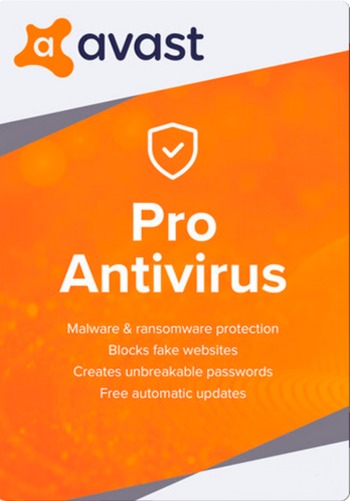 avast
Pro
Antivirus
Malware & ransomware protection
Blocks fake websites
Creates unbreakable passwords
Free automatic updates